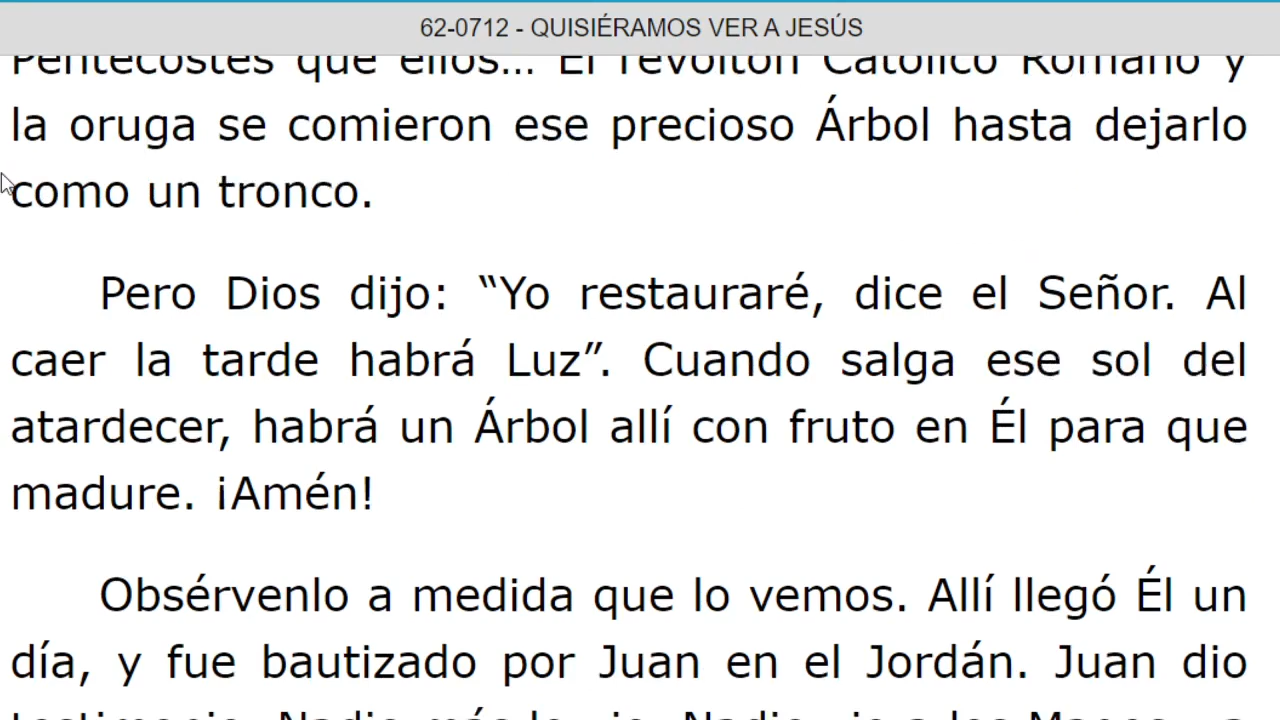 62-0712 - QUISIÉRAMOS VER A JESÚS
Pentecostés que ellos... El revoltón Católico Romano y
la oruga se comieron ese precioso Árbol hasta dejarlo
como un tronco.
Pero Dios dijo: “Yo restauraré, dice el Señor. Al
caer la tarde habrá Luz”. Cuando salga ese sol del
atardecer, habrá un Árbol allí con fruto en Él para que
madure. ¡Amén!
Obsérvenlo a medida que lo vemos. Allí llegó Él un
día, y fue bautizado por Juan en el Jordán. Juan dio